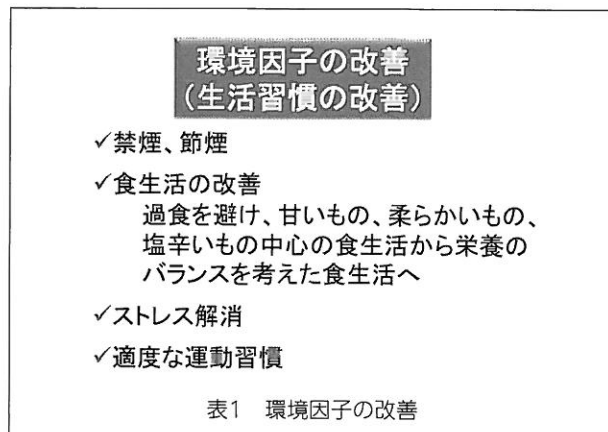 環境因子の改善
(生活習慣の改善)
✓禁煙、節煙
✓食生活の改善
過食を避け、甘いもの、柔らかいもの、
塩辛いもの中心の食生活から栄養の
バランスを考えた食生活へ
✓ストレス解消
✓適度な運動習慣
表1 環境因子の改善